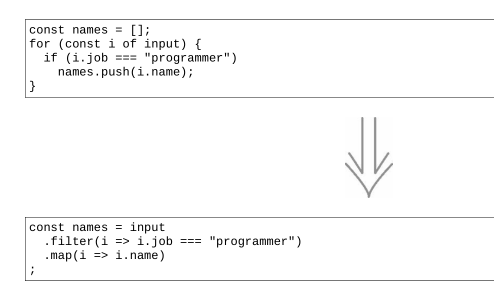 const names = [];
for (const i of input) {
  if (i.job === "programmer")
    names.push(i.name);
}
const names = input
  .filter(i => i.job === "programmer")
  .map(i => i.name)
;